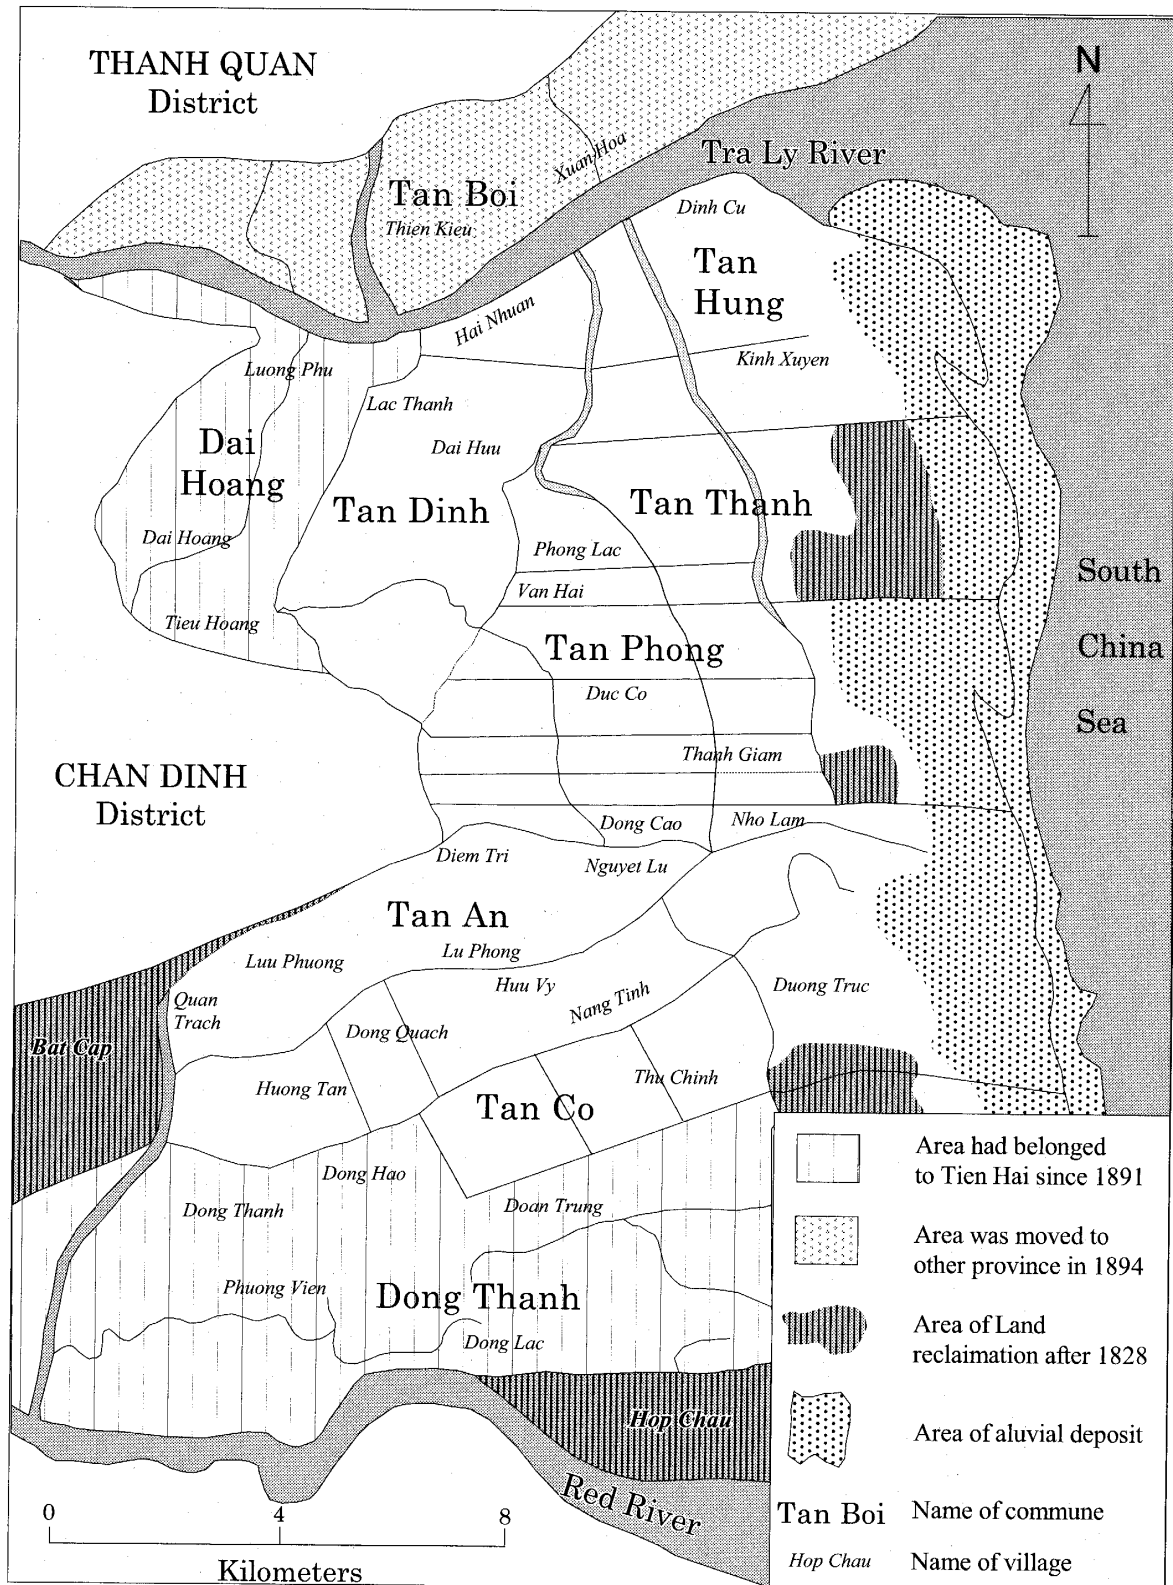 THANH QUAN
District
N
Xuan Hoa
Tra Ly River
Tan Boi
Thien Kieu
Dinh Cu
Tan
Hung
Hai Nhuan
Kinh Xuyen
Luong Phu
Lac Thanh
Dai
Hoang
Dai Huu
Tan Dinh
Tan Thanh
Dai Hoang
Phong Lac
Van Hai
South
China
Sea
Tieu Hoang
Tan Phong
Duc Co
Thanh Giam
CHAN DINH
District
Dong Cao
Nho Lam
Diem Tri
Nguyet Lu
Tan An
Luu Phuong
Lu Phong
Huu Vy
Nang Tinh
Duong Truc
Quan
Trach
Bat Cap
Dong Quach
Huong Tan
Thu Chinh
Tan Co
Dong Hao
Dong Thanh
Doan Trung
Phuong Vien
Dong Thanh
Dong Lac
Hop Chau
Red River
0 4 8
Kilometers
Area had belonged
to Tien Hai since 1891
Area was moved to
other province in 1894
Area of Land
reclaimation after 1828
Area of aluvial deposit
Tan Boi Name of commune
Hop Chau Name of village